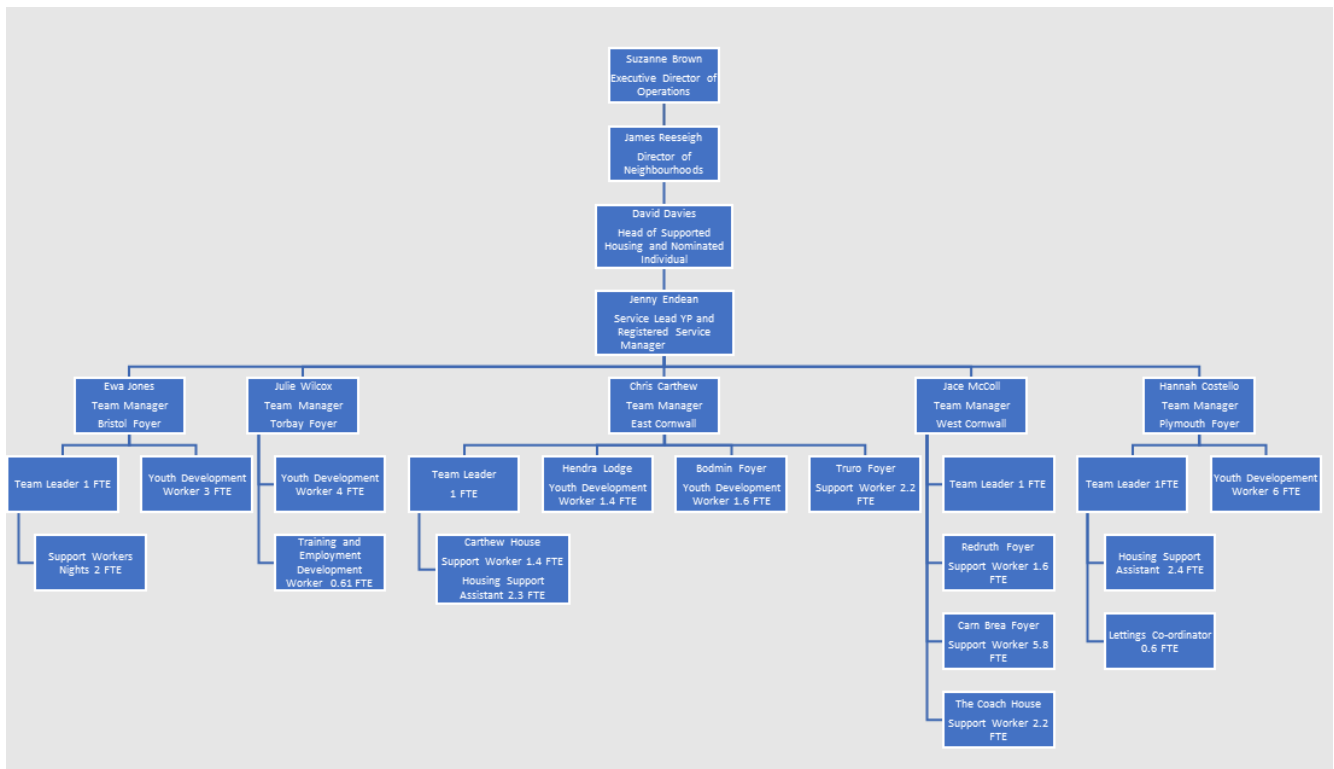 Suzanne Brown
Executive Director of
Operations
James Reeseigh
Director of
Neighbourhoods
David Davies
Head of Supported
Housing and Nominated
Individual
Jenny Endean
Service Lead YP and
Registered Service
Manager
Ewa Jones
Team Manager
Bristol Foyer
Julie Wilcox
Team Manager
Torbay Foyer
Chris Carthew
Team Manager
East Cornwall
Jace McColl
Team Manager
West Cornwall
Hannah Costello
Team Manager
Plymouth Foyer
Team Leader 1 FTE
Youth Development
Worker 3 FTE
Youth Development
Worker 4 FTE
Team Leader
1 FTE
Hendra Lodge
Youth Development
Worker 1.4 FTE
Bodmin Foyer
Youth Development
Worker 1.6 FTE
Truro Foyer
Support Worker 2.2
FTE
Team Leader 1 FTE
Team Leader 1FTE
Youth Developement
Worker 6 FTE
Support Workers
Nights 2 FTE
Training and
Employment
Development
Worker 0.61 FTE
Carthew House
Support Worker 1.4 FTE
Housing Support
Assistant 2.3 FTE
Redruth Foyer
Support Worker 1.6
FTE
Housing Support
Assistant 2.4 FTE
Carn Brea Foyer
Support Worker 5.8
FTE
Lettings Co-ordinator
0.6 FTE
The Coach House
Support Worker 2.2
FTE